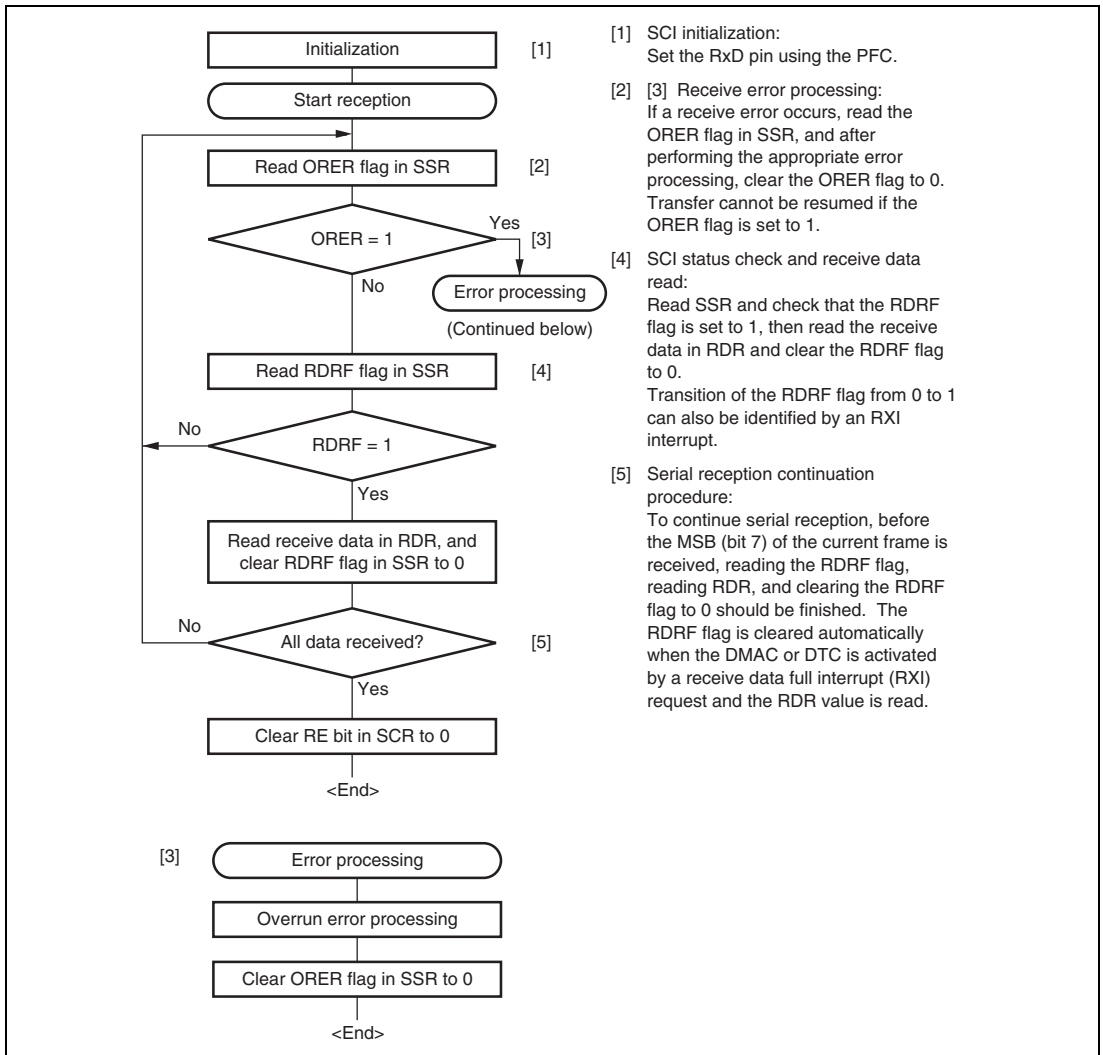 Initialization
[1]
Start reception
Read ORER flag in SSR
[2]
ORER = 1
Yes
[3]
No
Error processing
(Continued below)
Read RDRF flag in SSR
[4]
No
RDRF = 1
Yes
Read receive data in RDR, and
clear RDRF flag in SSR to 0
No
All data received?
[5]
Yes
Clear RE bit in SCR to 0
<End>
[3]
Error processing
Overrun error processing
Clear ORER flag in SSR to 0
<End>
[1] SCI initialization:
Set the RxD pin using the PFC.
[2] [3] Receive error processing:
If a receive error occurs, read the
ORER flag in SSR, and after
performing the appropriate error
processing, clear the ORER flag to 0.
Transfer cannot be resumed if the
ORER flag is set to 1.
[4] SCI status check and receive data
read:
Read SSR and check that the RDRF
flag is set to 1, then read the receive
data in RDR and clear the RDRF flag
to 0.
Transition of the RDRF flag from 0 to 1
can also be identified by an RXI
interrupt.
[5] Serial reception continuation
procedure:
To continue serial reception, before
the MSB (bit 7) of the current frame is
received, reading the RDRF flag,
reading RDR, and clearing the RDRF
flag to 0 should be finished. The
RDRF flag is cleared automatically
when the DMAC or DTC is activated
by a receive data full interrupt (RXI)
request and the RDR value is read.